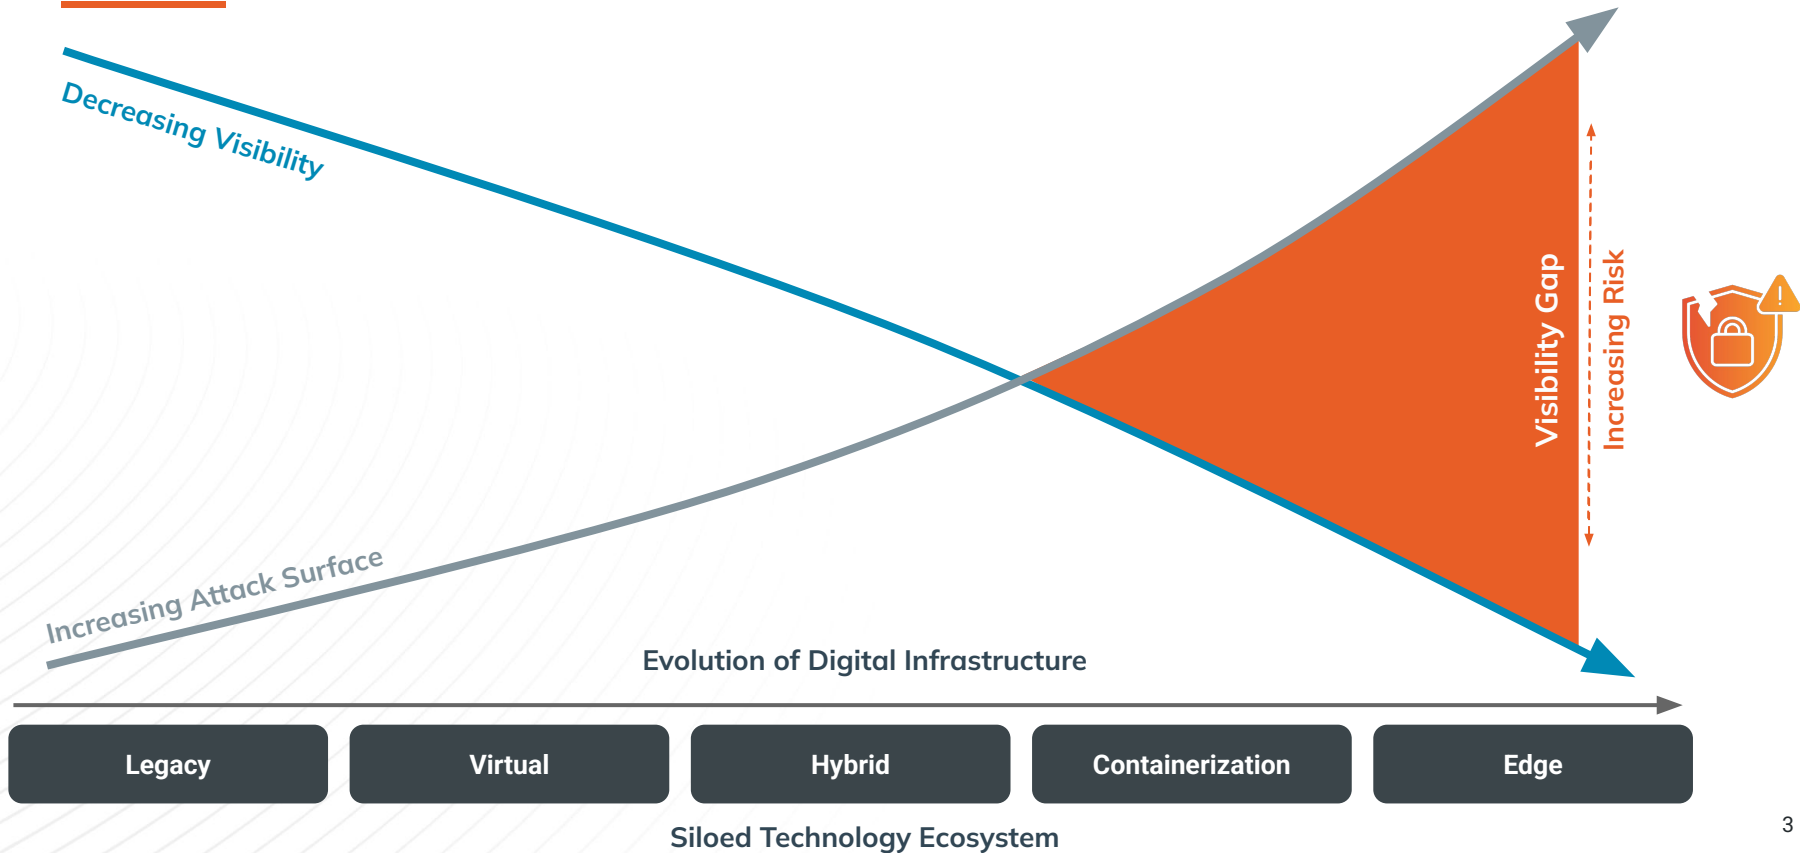 Decreasing Visibility
Increasing Attack Surface
Visibility Gap
Increasing Risk
!
Evolution of Digital Infrastructure
Legacy
Virtual
Hybrid
Containerization
Edge
Siloed Technology Ecosystem
3